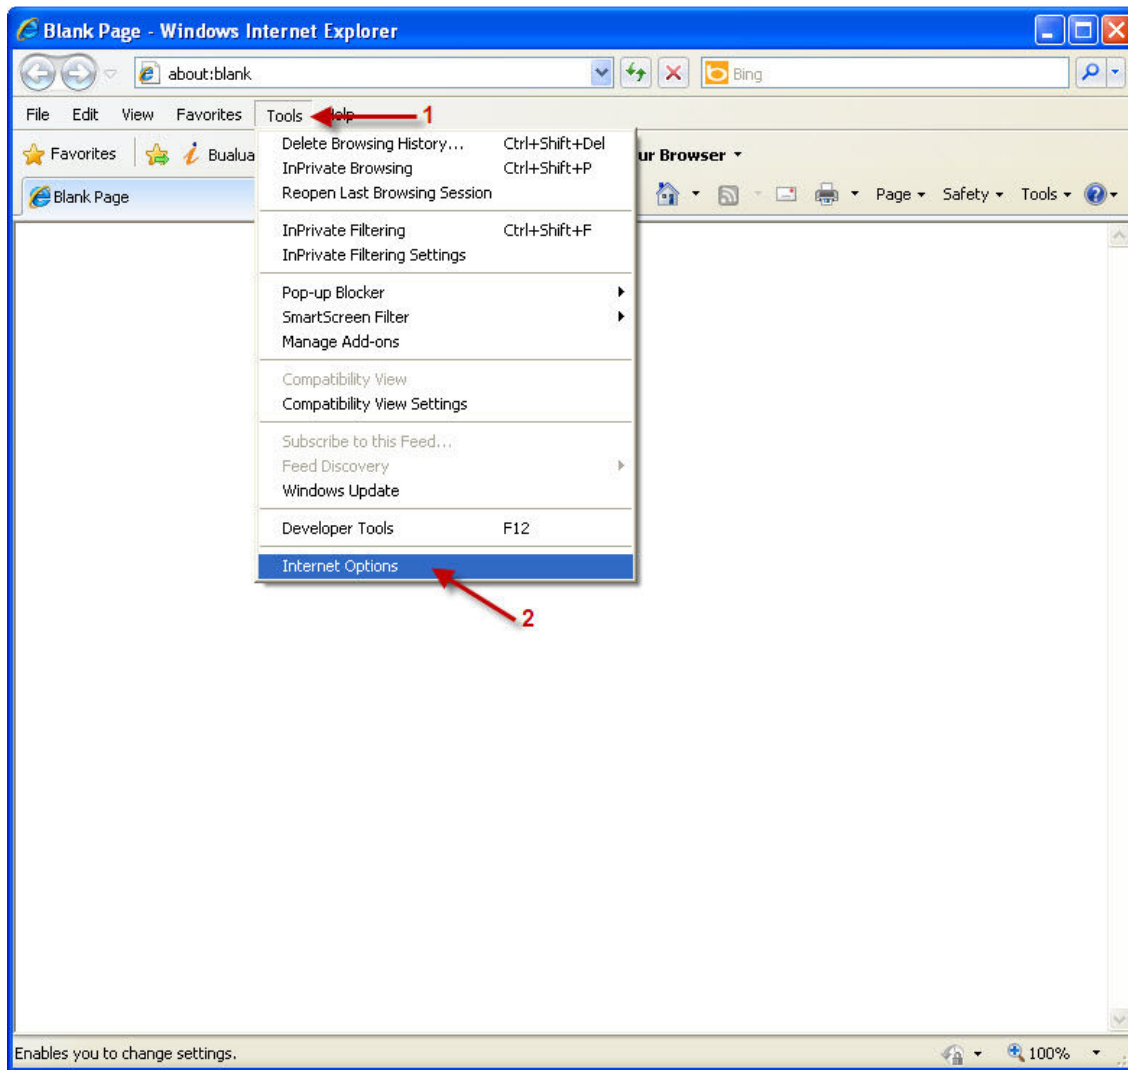 Blank Page - Windows Internet Explorer
about:blank
Bing
File Edit View Favorites Tools 1
Favorites Bualua
ur Browser
Blank Page
Page Safety Tools
Delete Browsing History... Ctrl+Shift+Del
InPrivate Browsing Ctrl+Shift+P
Reopen Last Browsing Session
InPrivate Filtering Ctrl+Shift+F
InPrivate Filtering Settings
Pop-up Blocker
SmartScreen Filter
Manage Add-ons
Compatibility View
Compatibility View Settings
Subscribe to this Feed...
Feed Discovery
Windows Update
Developer Tools F12
Internet Options
2
Enables you to change settings.
100%